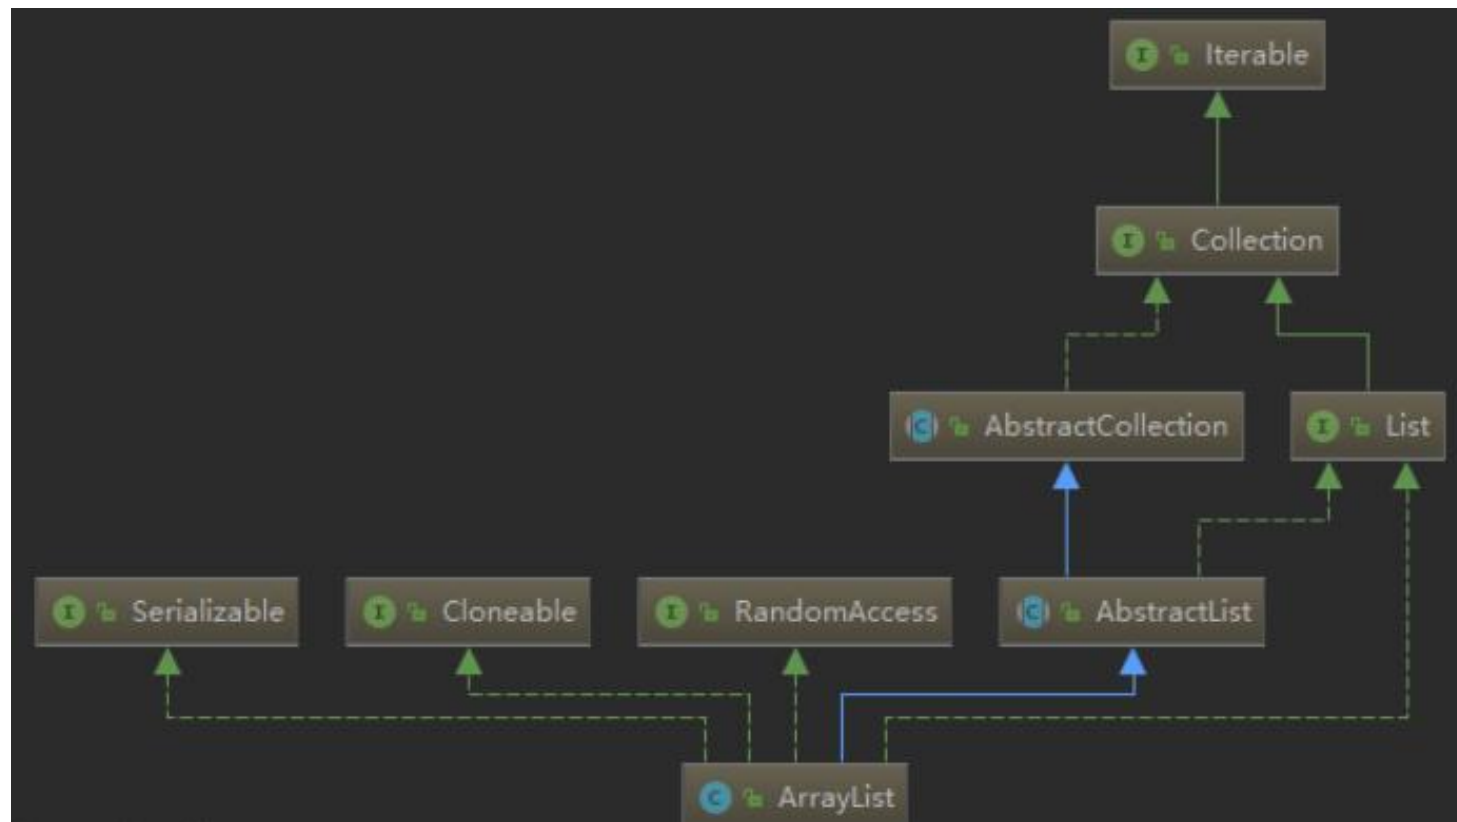 I Iterable
I Collection
C AbstractCollection
I List
I Serializable
I Cloneable
I RandomAccess
C AbstractList
C ArrayList